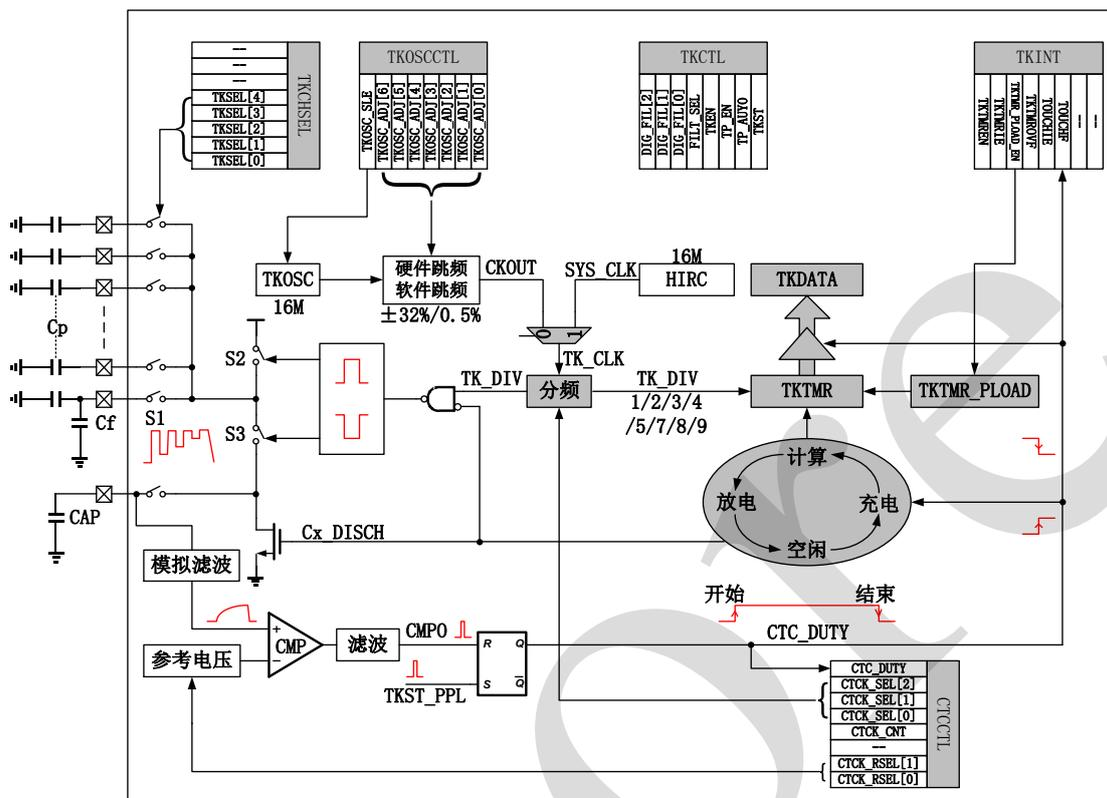 --
--
--
TKSEL[4]
TKSEL[3]
TKSEL[2]
TKSEL[1]
TKSEL[0]
TKCHSEL
TKOSCCTL
TKOSC_SLE
TKOSC_ADJ[6]
TKOSC_ADJ[5]
TKOSC_ADJ[4]
TKOSC_ADJ[3]
TKOSC_ADJ[2]
TKOSC_ADJ[1]
TKOSC_ADJ[0]
TKCTL
DIG_FIL[2]
DIG_FIL[1]
DIG_FIL[0]
FILT_SEL
TKEN
TP_EN
TP_AUYO
TKST
TKINT
TKTMREN
TKTMRIE
TKTMR_PLOAD_EN
TKTMROVF
TOUCHIE
TOUCHF
--
--
TKOSC
16M
硬件跳频
软件跳频
±32%/0.5%
CKOUT
SYS_CLK
16M
HIRC
0
1
TK_CLK
TKDATA
Cp
S2
TK_DIV
分频
TK_DIV
1/2/3/4
/5/7/8/9
TKTMR
TKTMR_PLOAD
Cf
S1
S3
计算
放电
充电
空闲
CAP
Cx_DISCH
模拟滤波
开始
结束
参考电压
+
CMP
−
滤波
CMPO
R
Q
S
Q
TKST_PPL
CTC_DUTY
CTC_DUTY
CTCK_SEL[2]
CTCK_SEL[1]
CTCK_SEL[0]
CTCK_CNT
--
CTCK_RSEL[1]
CTCK_RSEL[0]
CTCCTL
ore